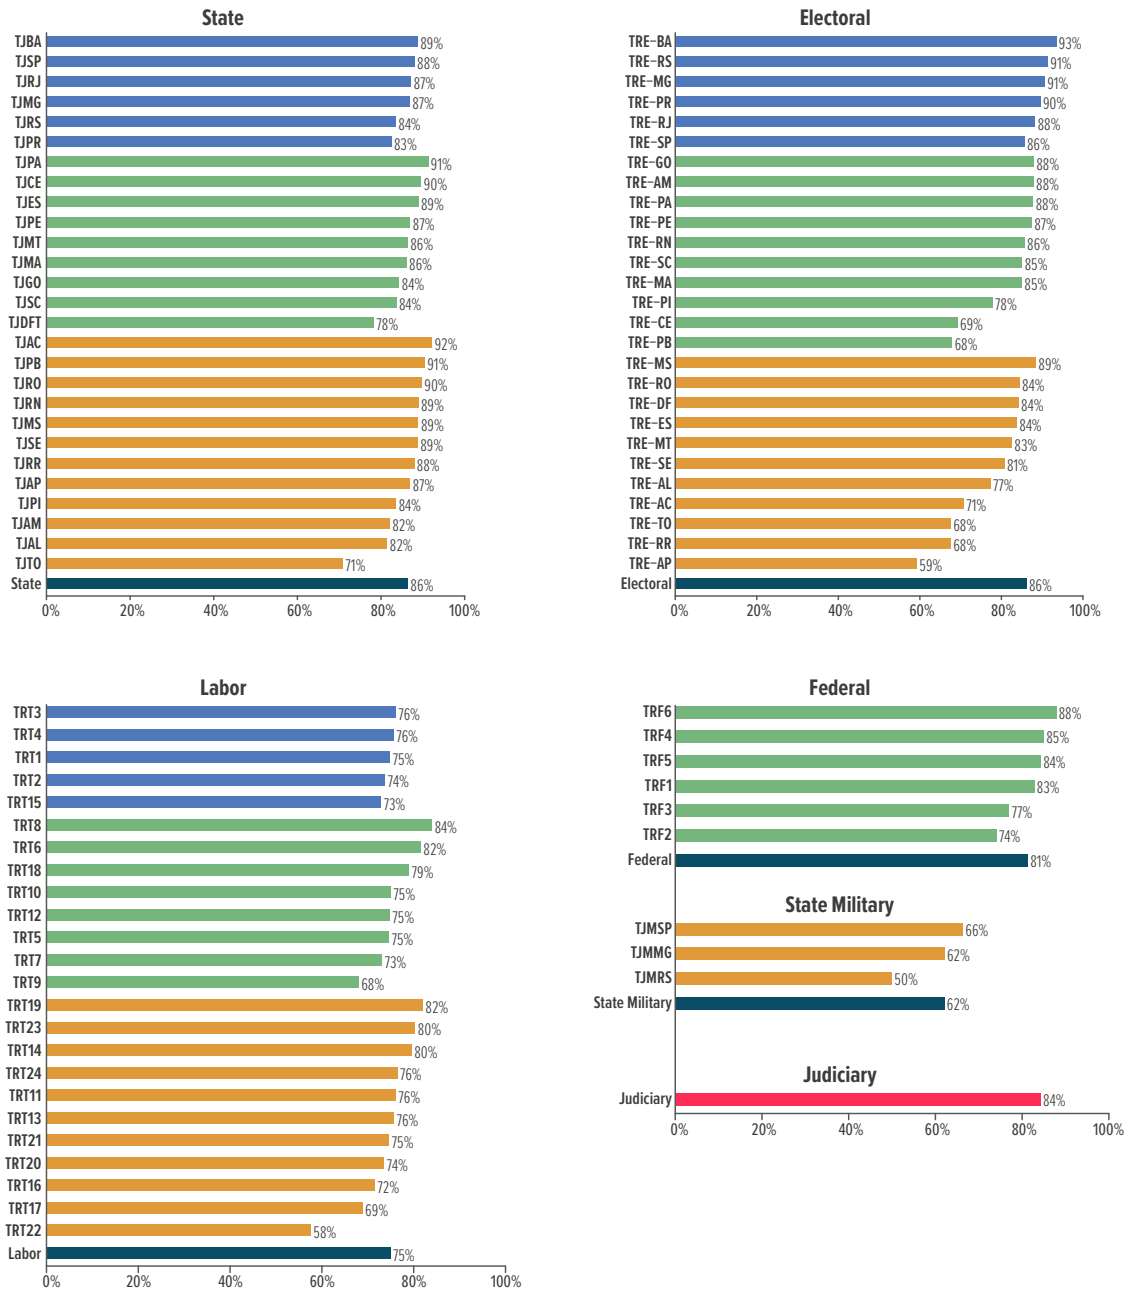 State
TJBA 89%
TJSP 88%
TJRJ 87%
TJMG 87%
TJRS 84%
TJPR 83%
TJPA 91%
TJCE 90%
TJES 89%
TJPE 87%
TJMT 86%
TJMA 86%
TJGO 84%
TJSC 84%
TJDFT 78%
TJAC 92%
TJPB 91%
TJRO 90%
TJRN 89%
TJMS 89%
TJSE 89%
TJRR 88%
TJAP 87%
TJPI 84%
TJAM 82%
TJAL 82%
TJTO 71%
State 86%
0% 20% 40% 60% 80% 100%
Electoral
TRE-BA 93%
TRE-RS 91%
TRE-MG 91%
TRE-PR 90%
TRE-RJ 88%
TRE-SP 86%
TRE-GO 88%
TRE-AM 88%
TRE-PA 88%
TRE-PE 87%
TRE-RN 86%
TRE-SC 85%
TRE-MA 85%
TRE-PI 78%
TRE-CE 69%
TRE-PB 68%
TRE-MS 89%
TRE-RO 84%
TRE-DF 84%
TRE-ES 84%
TRE-MT 83%
TRE-SE 81%
TRE-AL 77%
TRE-AC 71%
TRE-TO 68%
TRE-RR 68%
TRE-AP 59%
Electoral 86%
0% 20% 40% 60% 80% 100%
Labor
TRT3 76%
TRT4 76%
TRT1 75%
TRT2 74%
TRT15 73%
TRT8 84%
TRT6 82%
TRT18 79%
TRT10 75%
TRT12 75%
TRT5 75%
TRT7 73%
TRT9 68%
TRT19 82%
TRT23 80%
TRT14 80%
TRT24 76%
TRT11 76%
TRT13 76%
TRT21 75%
TRT20 74%
TRT16 72%
TRT17 69%
TRT22 58%
Labor 75%
0% 20% 40% 60% 80% 100%
Federal
TRF6 88%
TRF4 85%
TRF5 84%
TRF1 83%
TRF3 77%
TRF2 74%
Federal 81%
State Military
TJMSP 66%
TJMMG 62%
TJMRS 50%
State Military 62%
Judiciary
Judiciary 84%
0% 20% 40% 60% 80% 100%